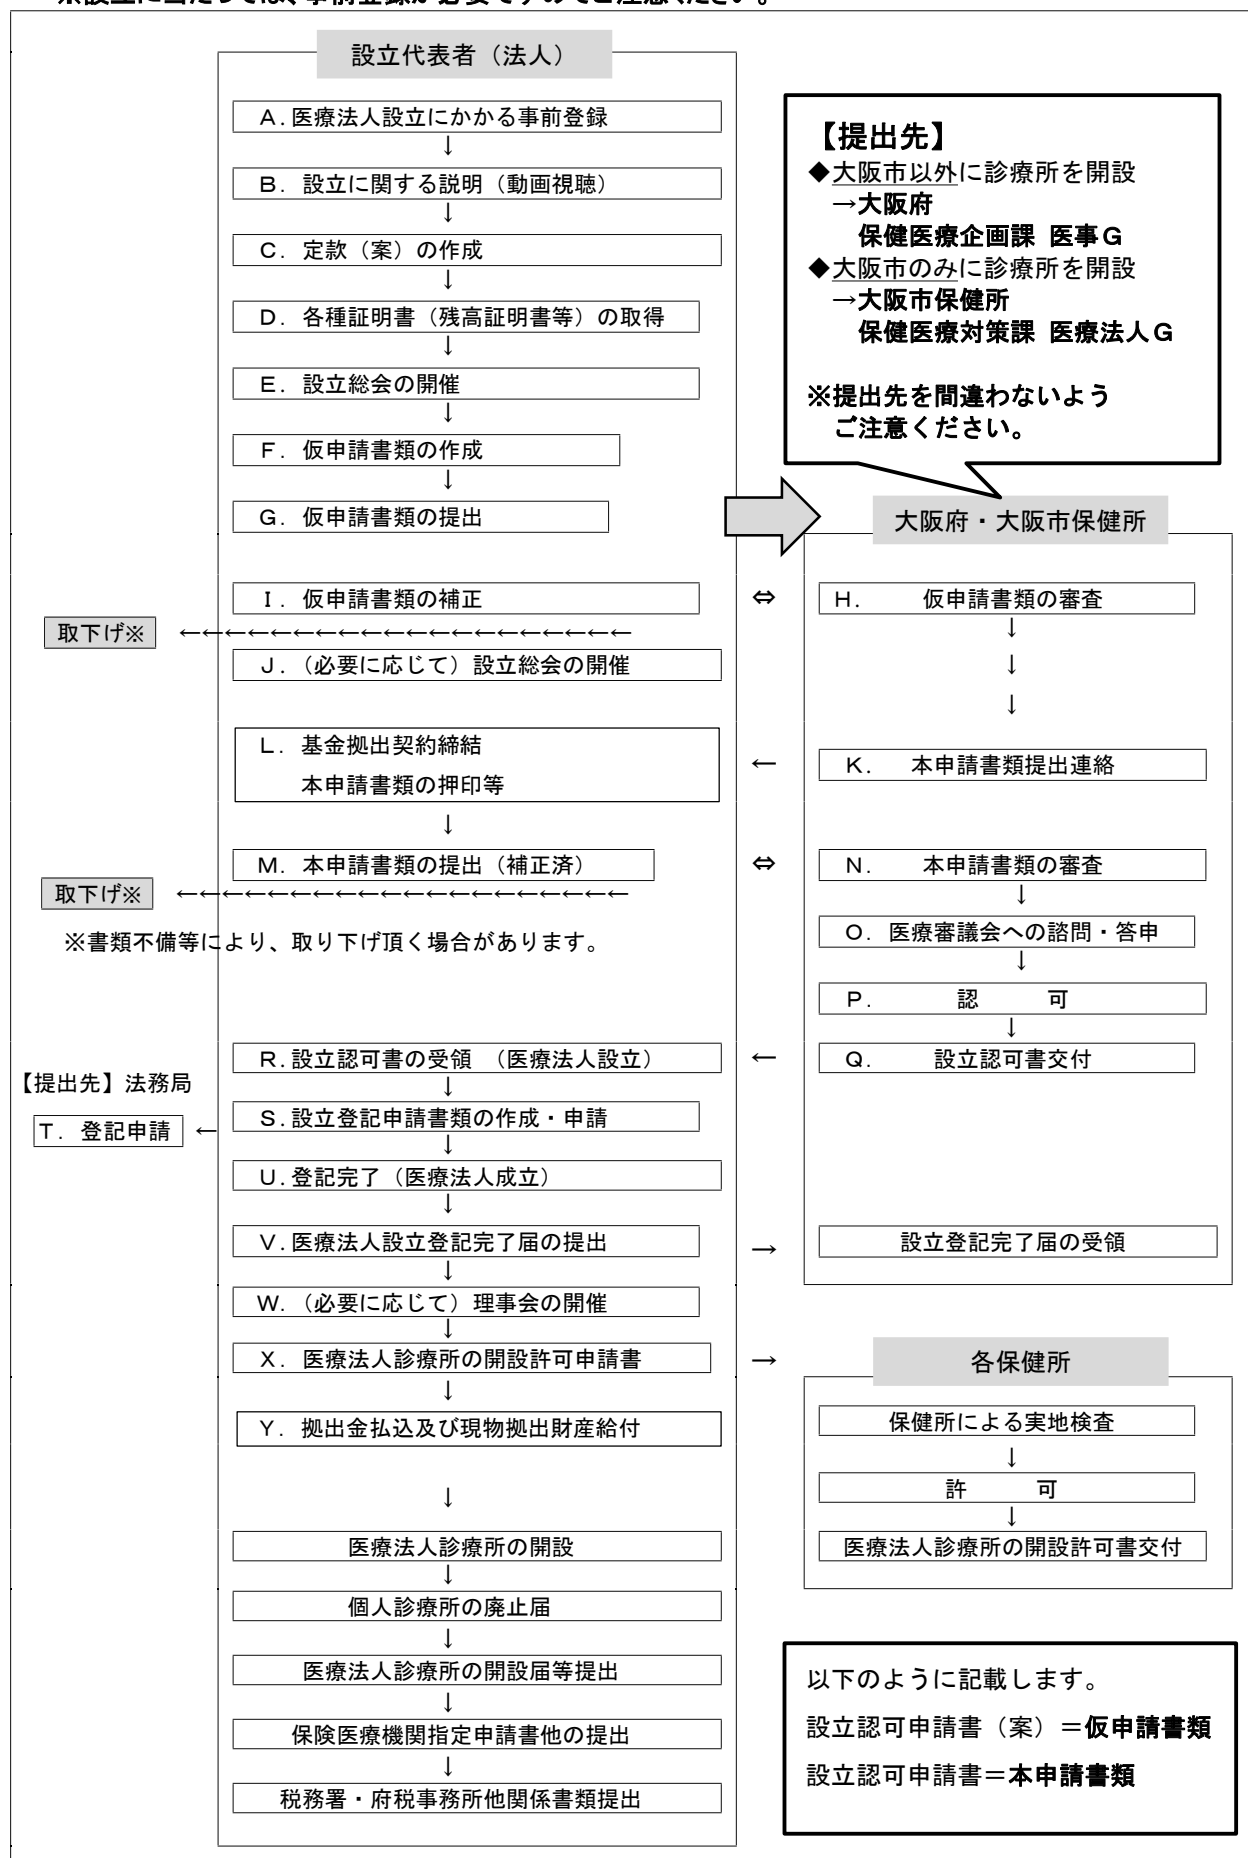 ※設立に当たっては、事前登録が必要ですのでご注意ください。
設立代表者（法人）
A．医療法人設立にかかる事前登録
↓
B． 設立に関する説明（動画視聴）
↓
C． 定款（案）の作成
↓
D． 各種証明書（残高証明書等）の取得
↓
E． 設立総会の開催
↓
F． 仮申請書類の作成
↓
G． 仮申請書類の提出
【提出先】
◆大阪市以外に診療所を開設
→大阪府
保健医療企画課 医事G
◆大阪市のみに診療所を開設
→大阪市保健所
保健医療対策課 医療法人G
※提出先を間違わないよう
ご注意ください。
大阪府・大阪市保健所
I． 仮申請書類の補正
⇔
H． 仮申請書類の審査
取下げ※ ←←←←←←←←←←←←←←←←←←←←
↓
J．（必要に応じて）設立総会の開催
↓
↓
L． 基金拠出契約締結
本申請書類の押印等
←
K． 本申請書類提出連絡
↓
M． 本申請書類の提出（補正済）
⇔
N． 本申請書類の審査
取下げ※ ←←←←←←←←←←←←←←←←←←←←
↓
※書類不備等により、取り下げ頂く場合があります。
O．医療審議会への諮問・答申
↓
P． 認 可
↓
R．設立認可書の受領 （医療法人設立）
←
Q． 設立認可書交付
【提出先】法務局
↓
T． 登記申請 ←
S．設立登記申請書類の作成・申請
↓
U．登記完了（医療法人成立）
↓
V．医療法人設立登記完了届の提出
→
設立登記完了届の受領
↓
W．（必要に応じて）理事会の開催
↓
X． 医療法人診療所の開設許可申請書
→
各保健所
↓
Y． 拠出金払込及び現物拠出財産給付
保健所による実地検査
↓
↓
許 可
↓
医療法人診療所の開設
医療法人診療所の開設許可書交付
↓
個人診療所の廃止届
↓
医療法人診療所の開設届等提出
↓
保険医療機関指定申請書他の提出
↓
税務署・府税事務所他関係書類提出
以下のように記載します。
設立認可申請書（案）＝仮申請書類
設立認可申請書＝本申請書類